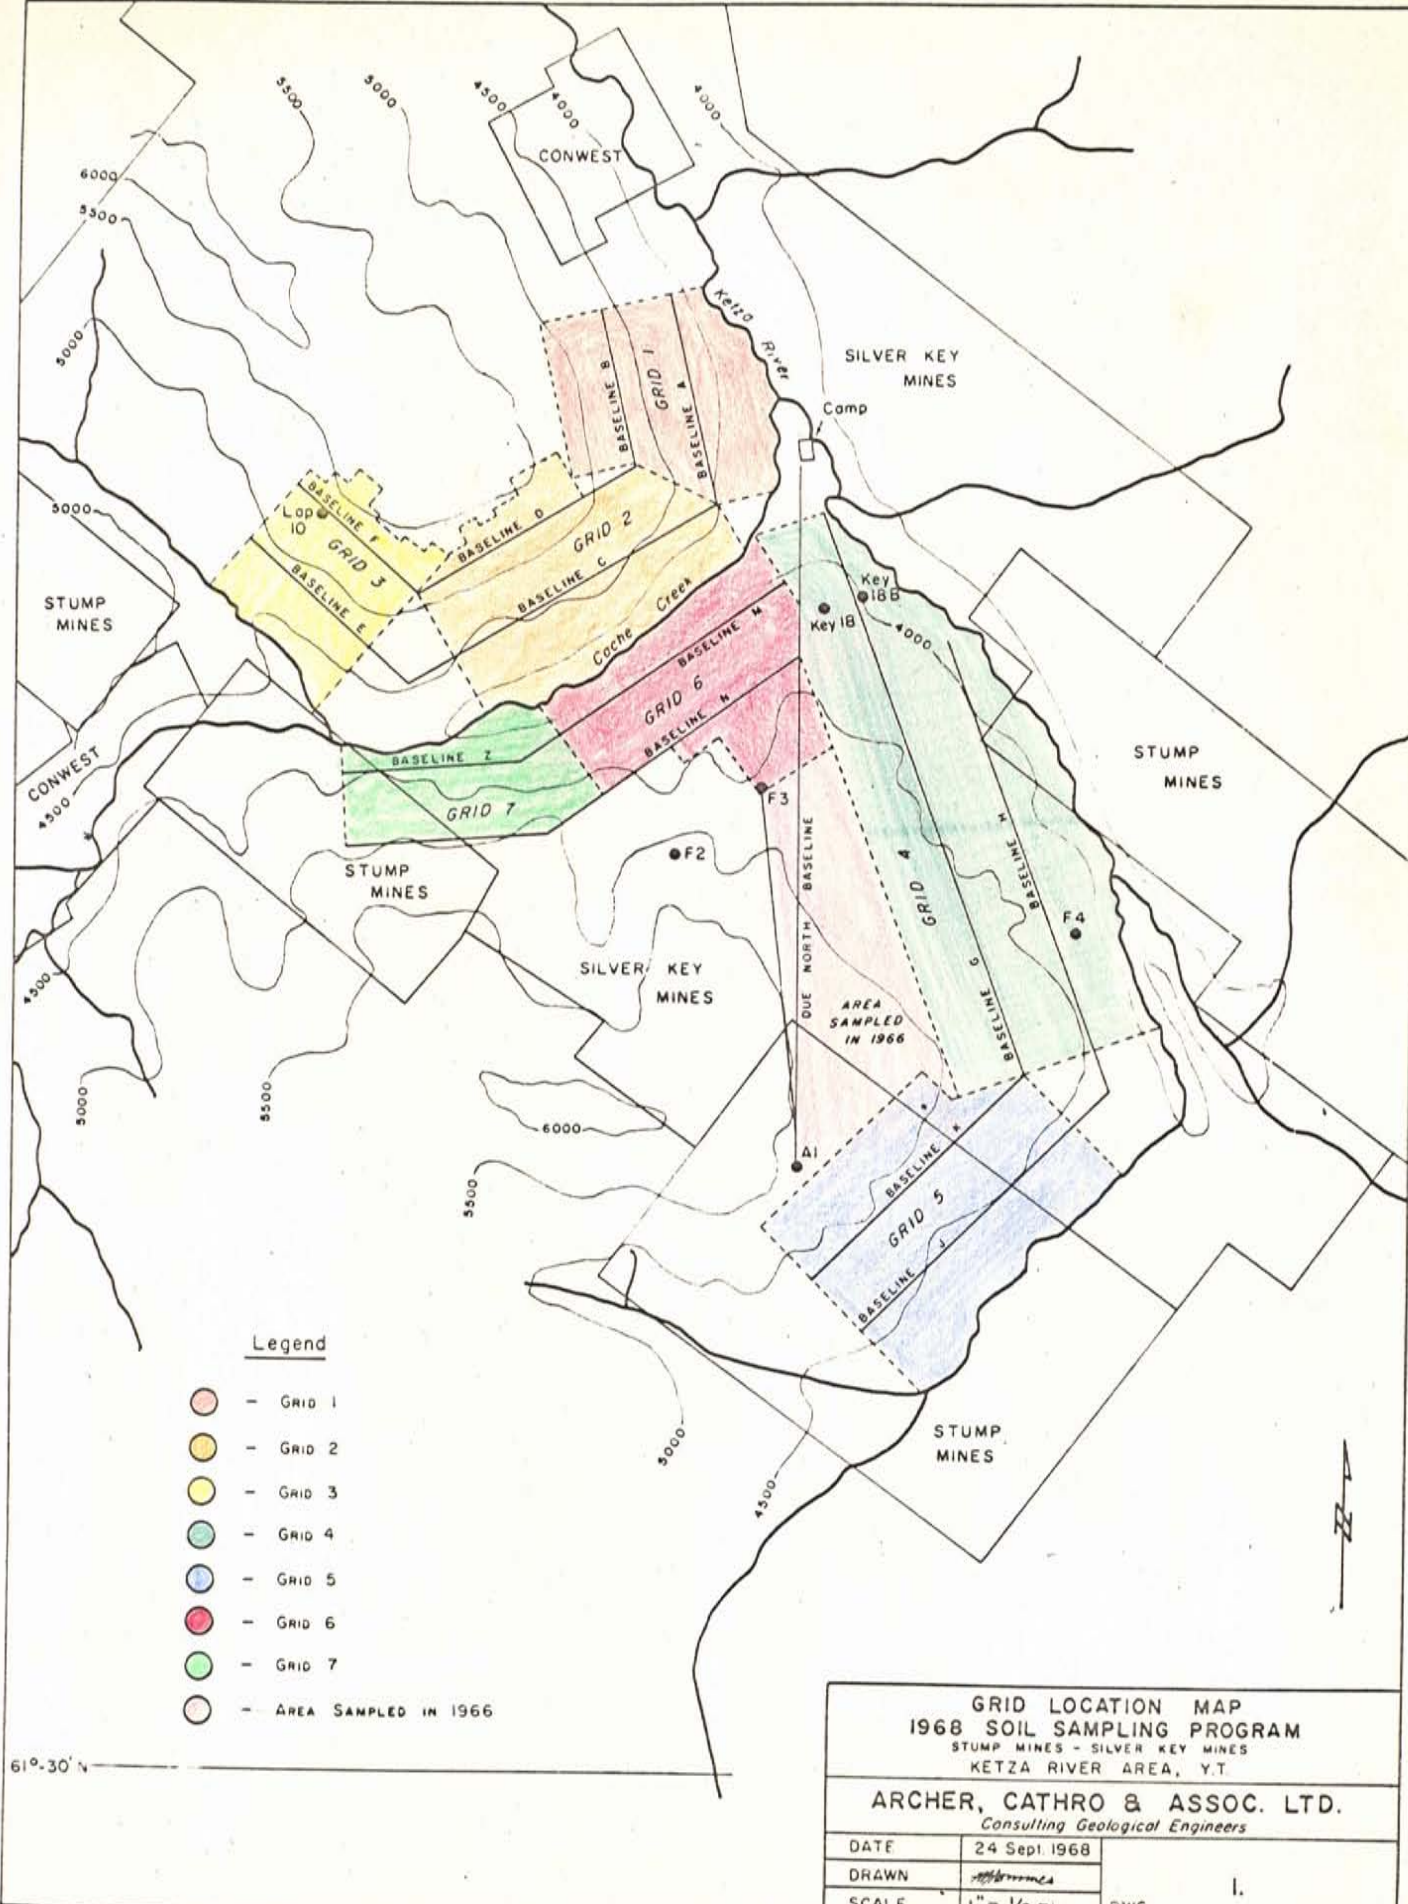 5500
5000
4500
4000
4000
CONWEST
6000
5500
5000
Ketza
River
SILVER KEY
MINES
Camp
GRID 1
BASELINE B
BASELINE A
5000
BASELINE F
Lap
10
GRID 3
BASELINE E
BASELINE D
GRID 2
BASELINE C
Cache Creek
STUMP
MINES
Key
18B
Key 18
4000
BASELINE M
GRID 6
BASELINE N
CONWEST
4500
BASELINE Z
GRID 7
STUMP
MINES
F3
STUMP
MINES
F2
DUE NORTH BASELINE
GRID 4
BASELINE H
BASELINE G
F4
4500
SILVER KEY
MINES
AREA
SAMPLED
IN 1966
5000
5500
6000
5500
A1
BASELINE K
GRID 5
BASELINE J
5000
4500
STUMP
MINES
N
Legend
- GRID 1
- GRID 2
- GRID 3
- GRID 4
- GRID 5
- GRID 6
- GRID 7
- AREA SAMPLED IN 1966
61°-30' N
GRID LOCATION MAP
1968 SOIL SAMPLING PROGRAM
STUMP MINES - SILVER KEY MINES
KETZA RIVER AREA, Y.T.
ARCHER, CATHRO & ASSOC. LTD.
Consulting Geological Engineers
DATE 24 Sept. 1968
DRAWN
SCALE
1.